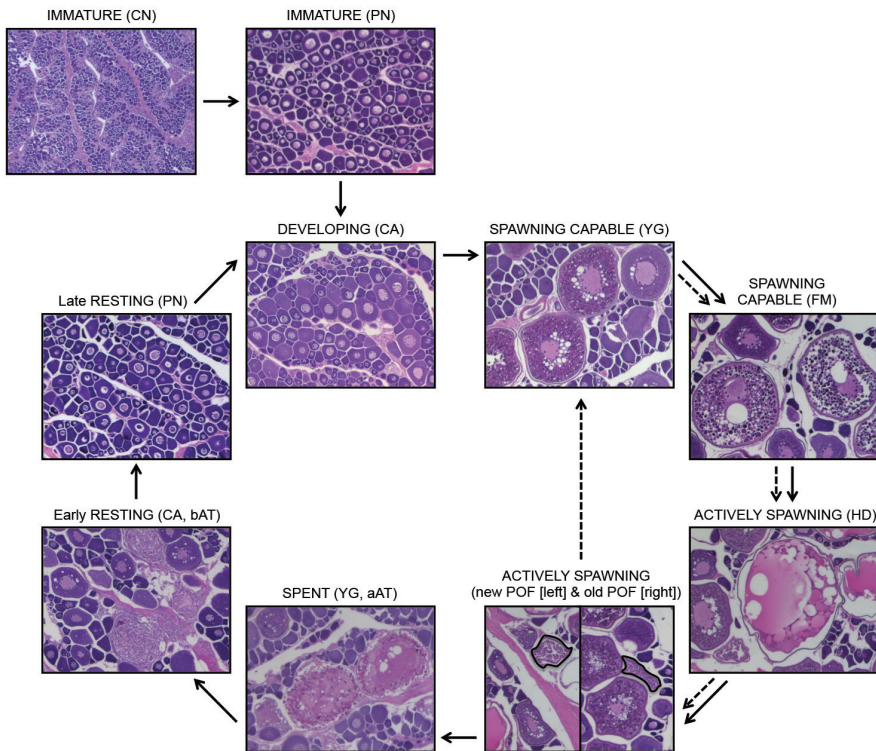 IMMATURE (CN)
IMMATURE (PN)
DEVELOPING (CA)
SPAWNING CAPABLE (YG)
SPAWNING
CAPABLE (FM)
Late RESTING (PN)
Early RESTING (CA, bAT)
SPENT (YG, aAT)
ACTIVELY SPAWNING
(new POF [left] & old POF [right])
ACTIVELY SPAWNING (HD)